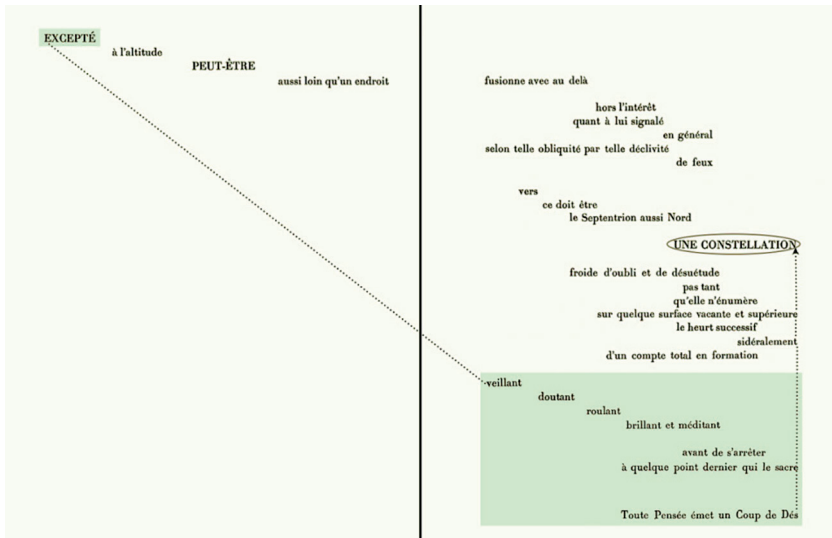 EXCEPTÉ
à l'altitude
PEUT-ÊTRE
aussi loin qu'un endroit
fusionne avec au delà
hors l'intérêt
quant à lui signalé
en général
selon telle obliquité par telle déclivité
de feux
vers
ce doit être
le Septentrion aussi Nord
UNE CONSTELLATION
froide d'oubli et de désuétude
pas tant
qu'elle n'énumère
sur quelque surface vacante et supérieure
le heurt successif
sidéralement
d'un compte total en formation
veillant
doutant
roulant
brillant et méditant
avant de s'arrêter
à quelque point dernier qui le sacre
Toute Pensée émet un Coup de Dés